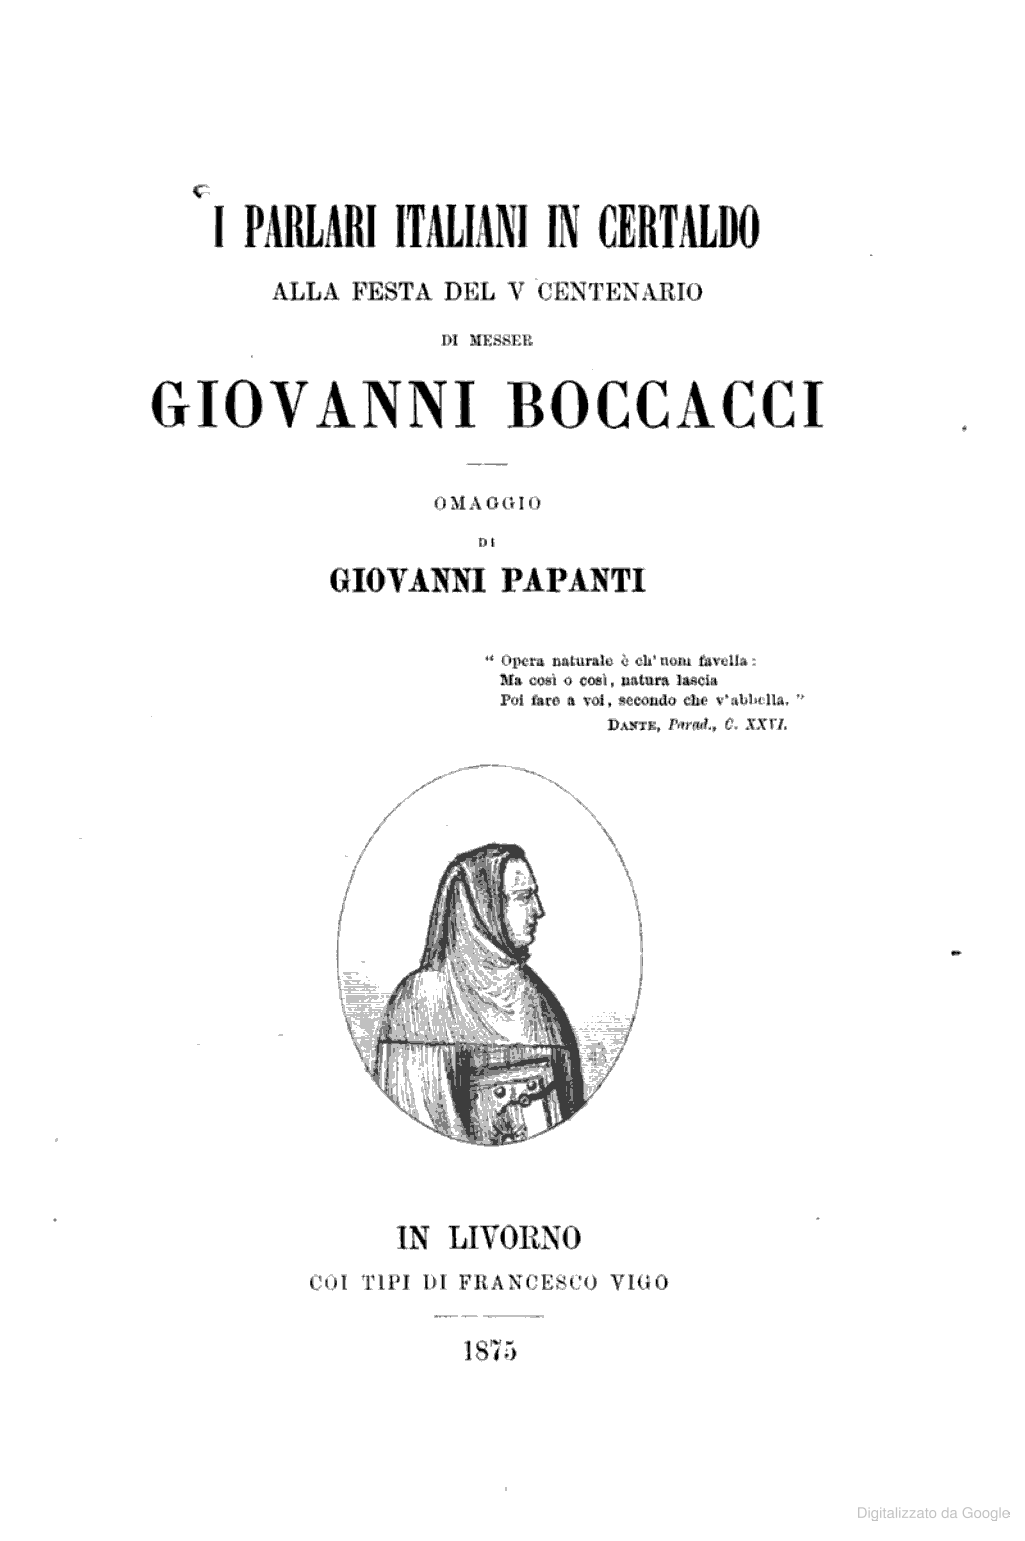 I PARLARI ITALIANI IN CERTALDO
ALLA FESTA DEL V CENTENARIO
DI MESSER
GIOVANNI BOCCACCI
OMAGGIO
DI
GIOVANNI PAPANTI
“ Opera naturale è ch' uom favella :
Ma così o così, natura lascia
Poi fare a voi, secondo che v'abbella. ”
DANTE, Parad., C. XXVI.
IN LIVORNO
COI TIPI DI FRANCESCO VIGO
1875
Digitalizzato da Google